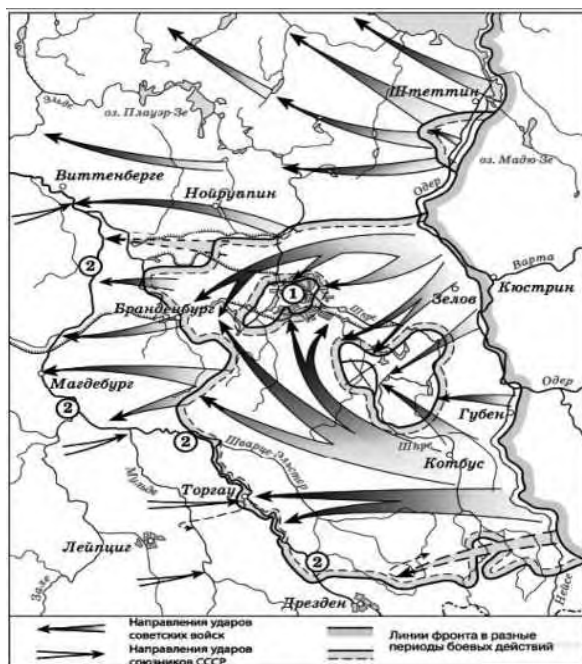 Штеттин
Эльде
оз. Плауэр-Зе
оз. Мадю-Зе
Одер
Виттенберге
Нойруппин
Варта
2
Кюстрин
1
6
Зелов
Бранденбург
Шпре
Магдебург
Одер
2
2
Губен
Шпре
Шварце-Эльстер
Котбус
Мульде
Торгау
Лейпциг
2
Заале
Дрезден
Нейсе
Направления ударов
советских войск
Направления ударов
союзников СССР
Линии фронта в разные
периоды боевых действий